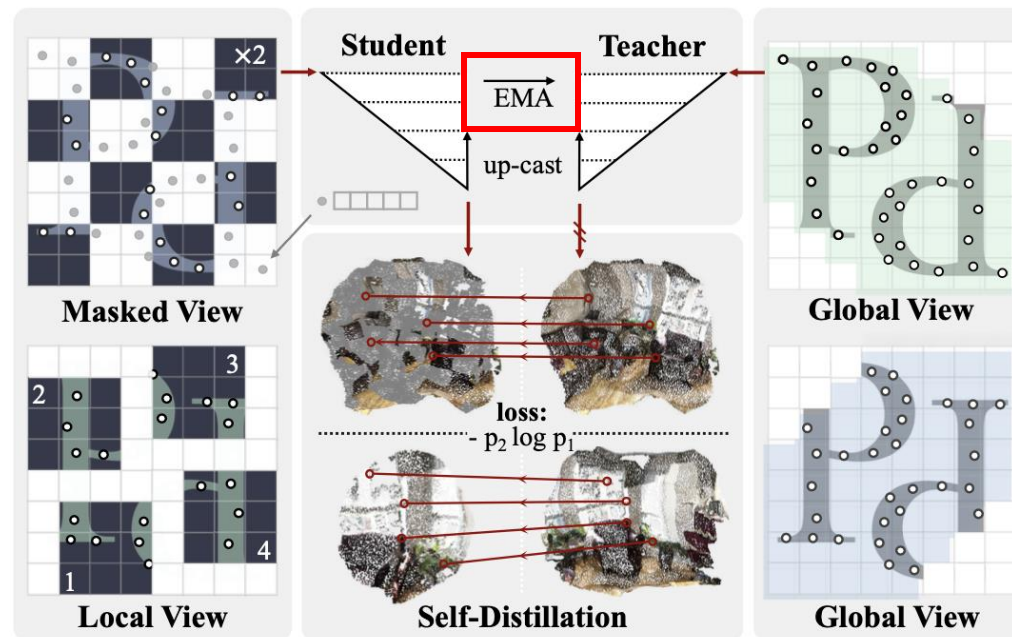 ×2
Masked View
2
3
1
4
Local View
Student
Teacher
EMA
up-cast
loss:
- p₂ log p₁
Self-Distillation
Global View
Global View